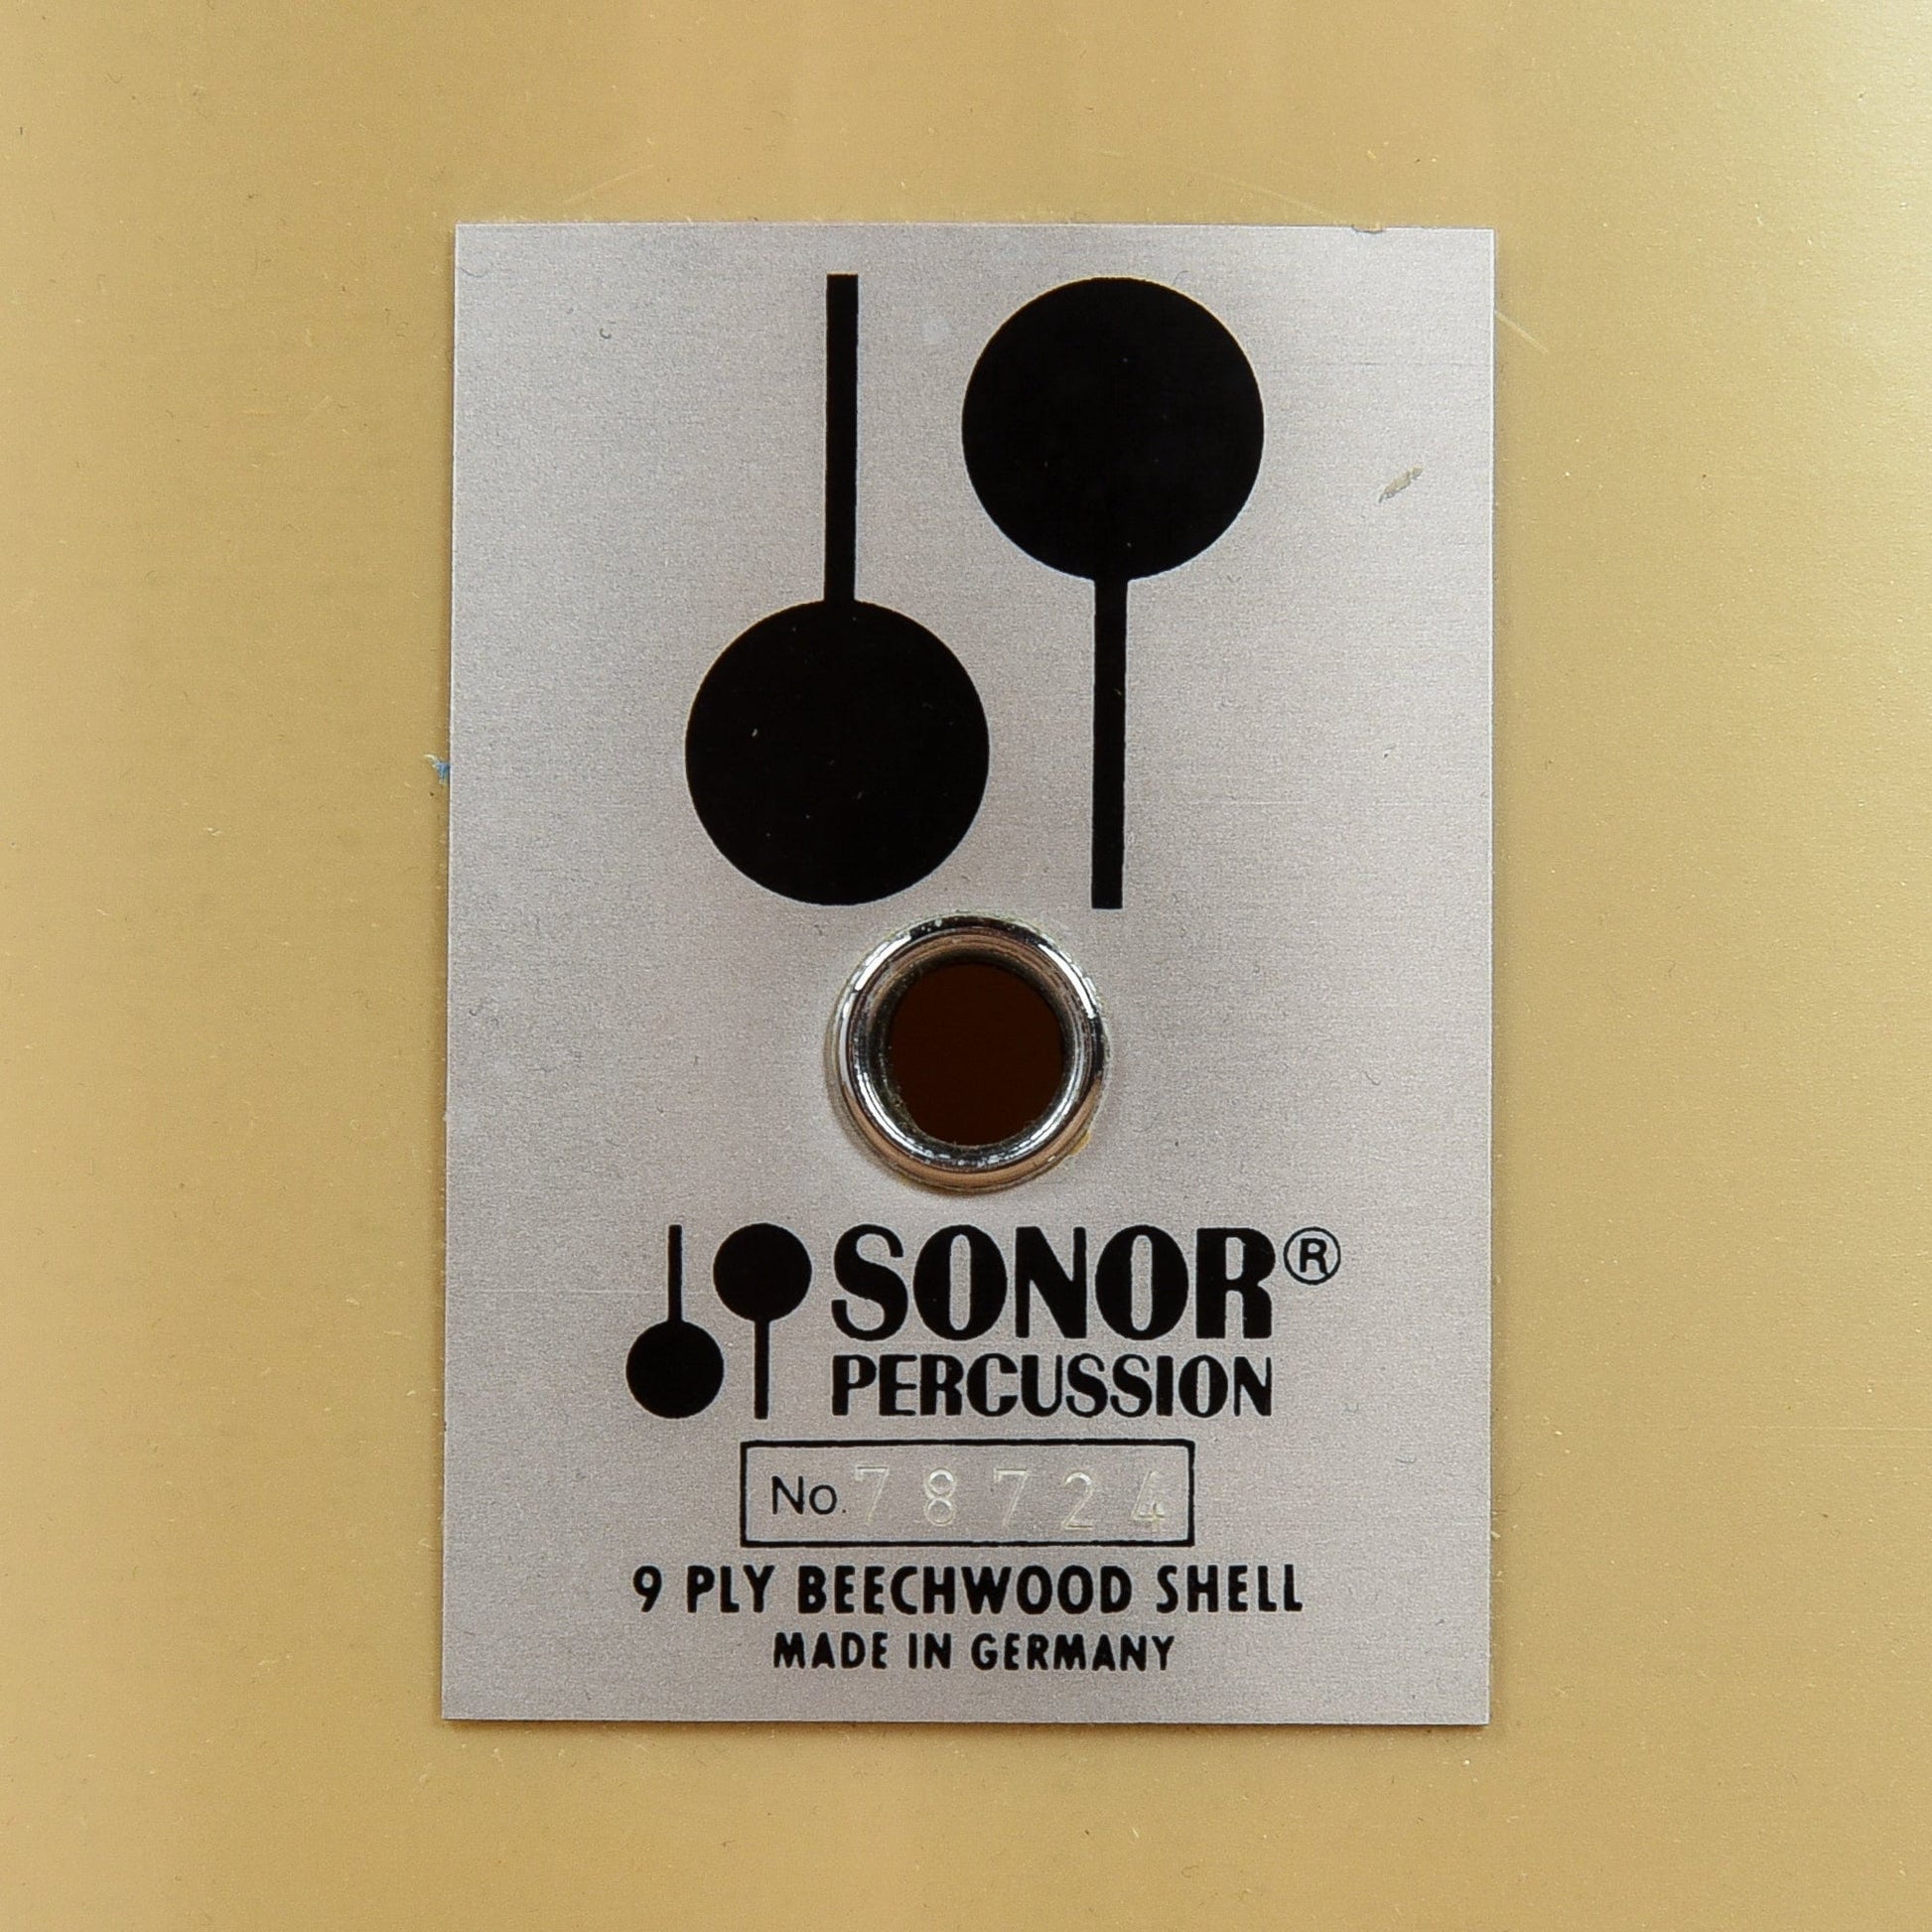 SONOR®
PERCUSSION
No. 78724
9 PLY BEECHWOOD SHELL
MADE IN GERMANY